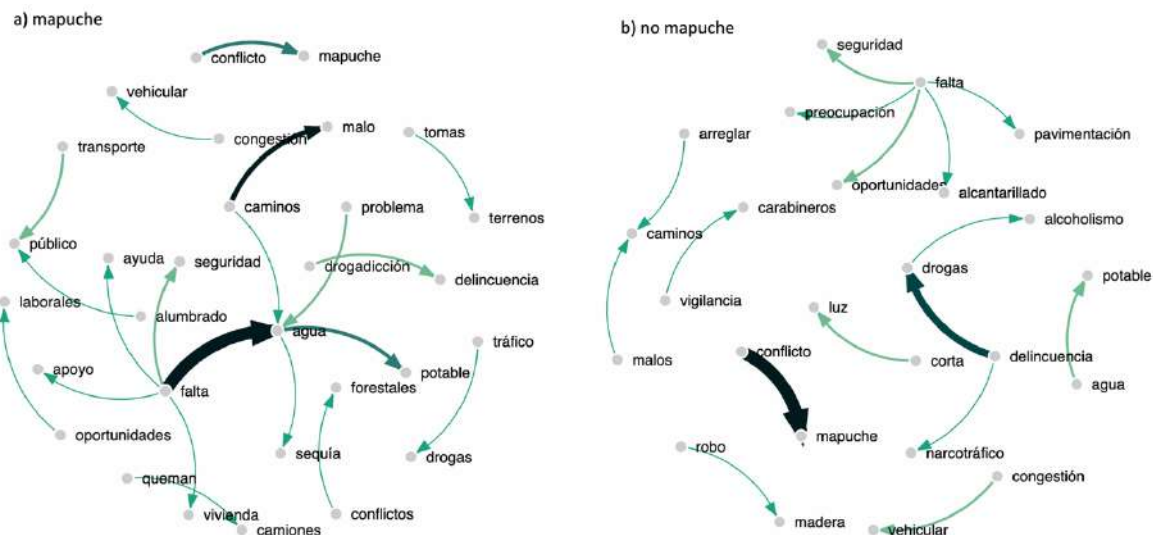 a) mapuche
conflicto
mapuche
vehicular
congestión
malo
tomas
transporte
caminos
problema
terrenos
público
ayuda
seguridad
drogadicción
delincuencia
laborales
alumbrado
agua
tráfico
apoyo
falta
forestales
potable
oportunidades
sequía
drogas
queman
vivienda
conflictos
camiones
b) no mapuche
seguridad
falta
preocupación
arreglar
pavimentación
oportunidades
alcantarillado
carabineros
alcoholismo
caminos
drogas
potable
vigilancia
luz
conflicto
delincuencia
malos
corta
agua
mapuche
robo
narcotráfico
congestión
madera
vehicular